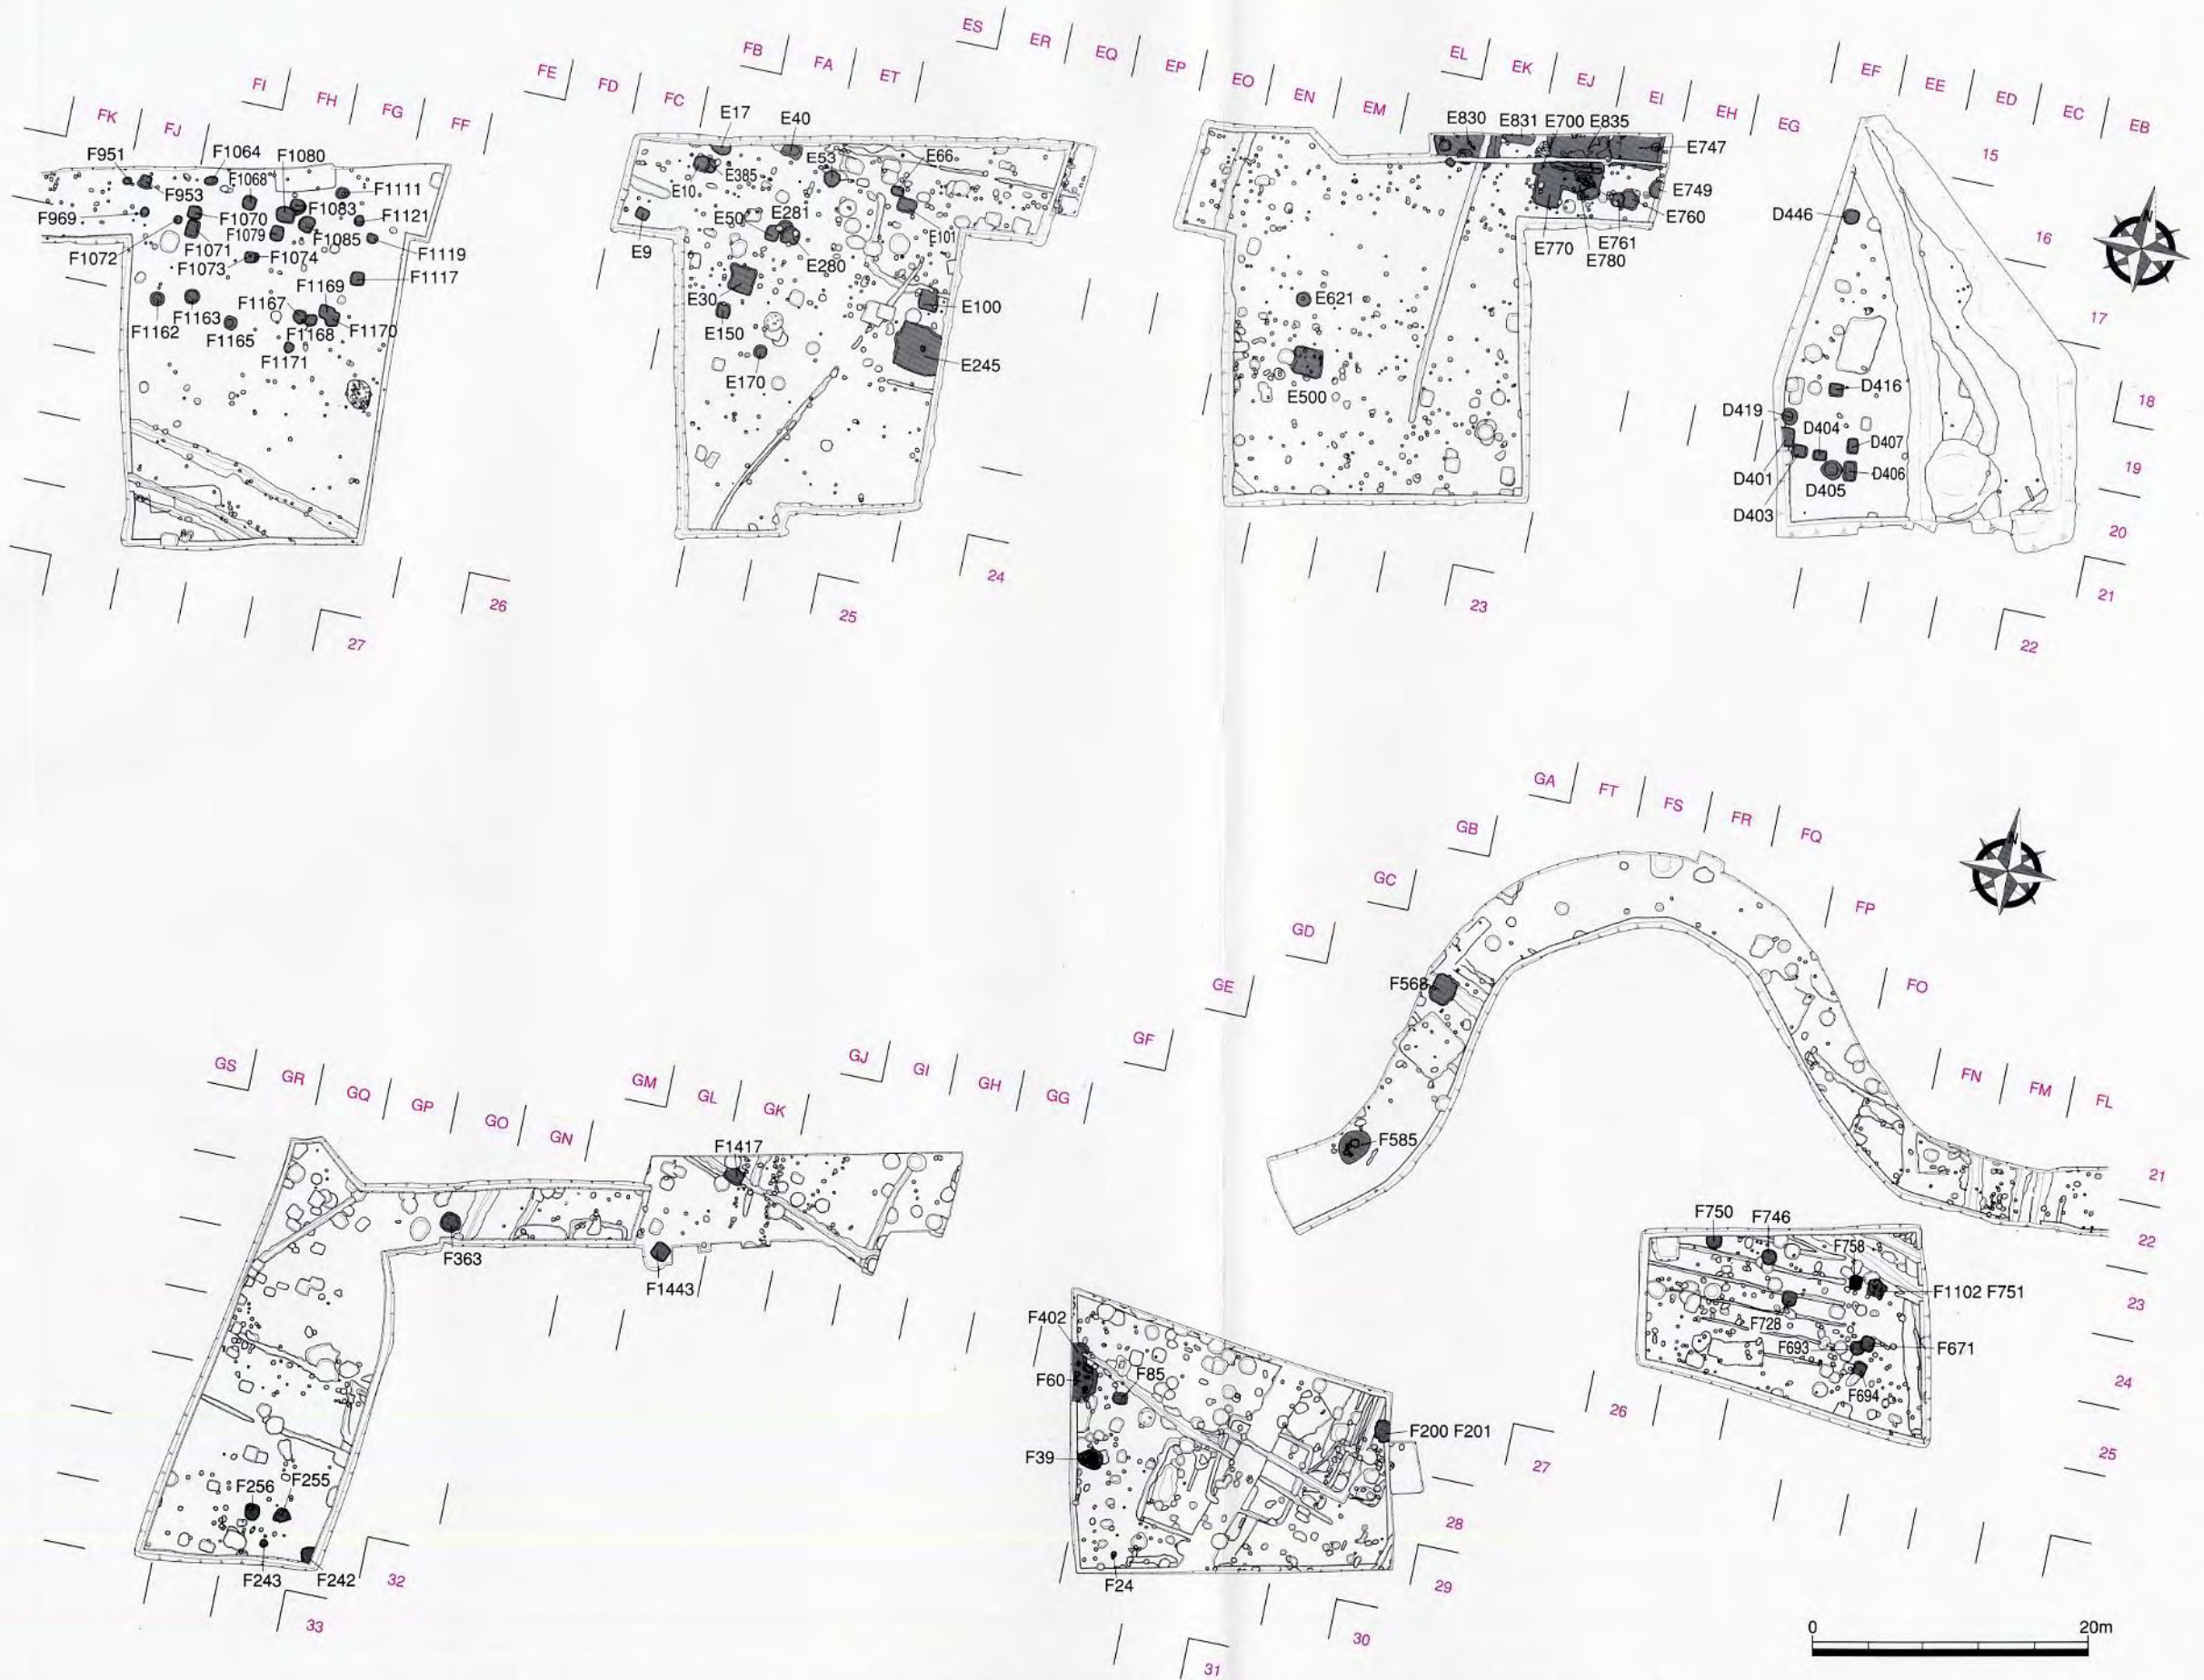 ES ER EQ EP EO EN EM
EL EK EJ EI EH EG
EF EE ED EC EB
FE FD FC
FB FA ET
FK FJ
FI FH FG FF
15
16
17
18
19
20
21
22
N
F951
F1064
F1080
F1068
F953
F1111
F969
F1070
F1083
F1121
F1079
F1072
F1071
F1085
F1119
F1073
F1074
F1117
F1169
F1167
F1162
F1163
F1165
F1168
F1170
F1171
26
27
E17
E40
E53
E66
E10
E385
E50
E281
E9
E101
E280
E30
E100
E150
E170
E245
24
25
E830 E831 E700 E835
E747
E749
E760
E770
E761
E780
E621
E500
23
D446
D416
D419
D404
D407
D401
D405
D406
D403
GA FT FS FR FQ
GB
GC
GD
GE
GF
FP
FO
FN FM FL
N
F568
F585
21
22
23
24
25
GS GR GQ GP GO GN
GM GL GK
GJ GI GH GG
F1417
F363
F1443
F256
F255
F243
F242
32
33
F750
F746
F758
F1102 F751
F728
F693
F671
F694
26
F402
F60
F85
F200 F201
F39
F24
27
28
29
30
31
0 20m